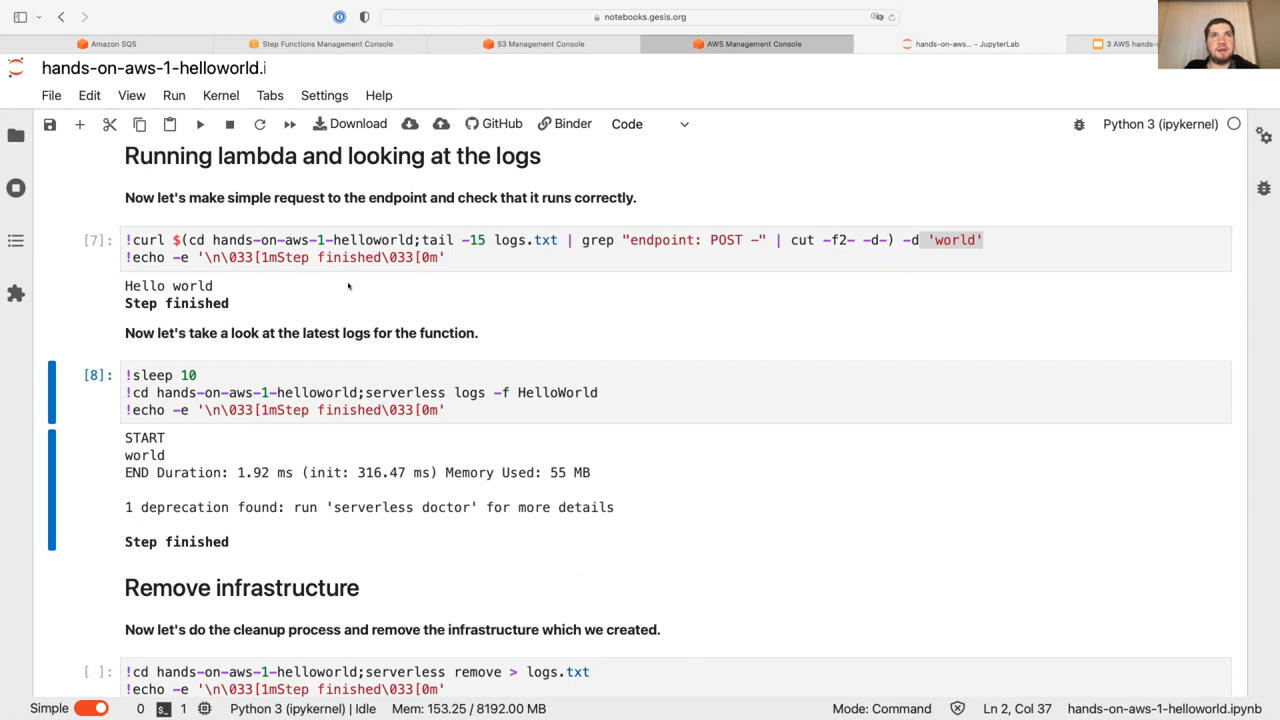 notebooks.gesis.org
Amazon SQS
Step Functions Management Console
S3 Management Console
AWS Management Console
hands-on-aws... - JupyterLab
3 AWS hands-
hands-on-aws-1-helloworld.i
File Edit View Run Kernel Tabs Settings Help
Download GitHub Binder Code Python 3 (ipykernel)
Running lambda and looking at the logs
Now let's make simple request to the endpoint and check that it runs correctly.
[7]: !curl $(cd hands-on-aws-1-helloworld;tail -15 logs.txt | grep "endpoint: POST -" | cut -f2- -d-) -d 'world'
!echo -e '\n\033[1mStep finished\033[0m'
Hello world
Step finished
Now let's take a look at the latest logs for the function.
[8]: !sleep 10
!cd hands-on-aws-1-helloworld;serverless logs -f HelloWorld
!echo -e '\n\033[1mStep finished\033[0m'
START
world
END Duration: 1.92 ms (init: 316.47 ms) Memory Used: 55 MB
1 deprecation found: run 'serverless doctor' for more details
Step finished
Remove infrastructure
Now let's do the cleanup process and remove the infrastructure which we created.
[ ]: !cd hands-on-aws-1-helloworld;serverless remove > logs.txt
!echo -e '\n\033[1mStep finished\033[0m'
Simple 0 1 Python 3 (ipykernel) | Idle Mem: 153.25 / 8192.00 MB Mode: Command Ln 2, Col 37 hands-on-aws-1-helloworld.ipynb